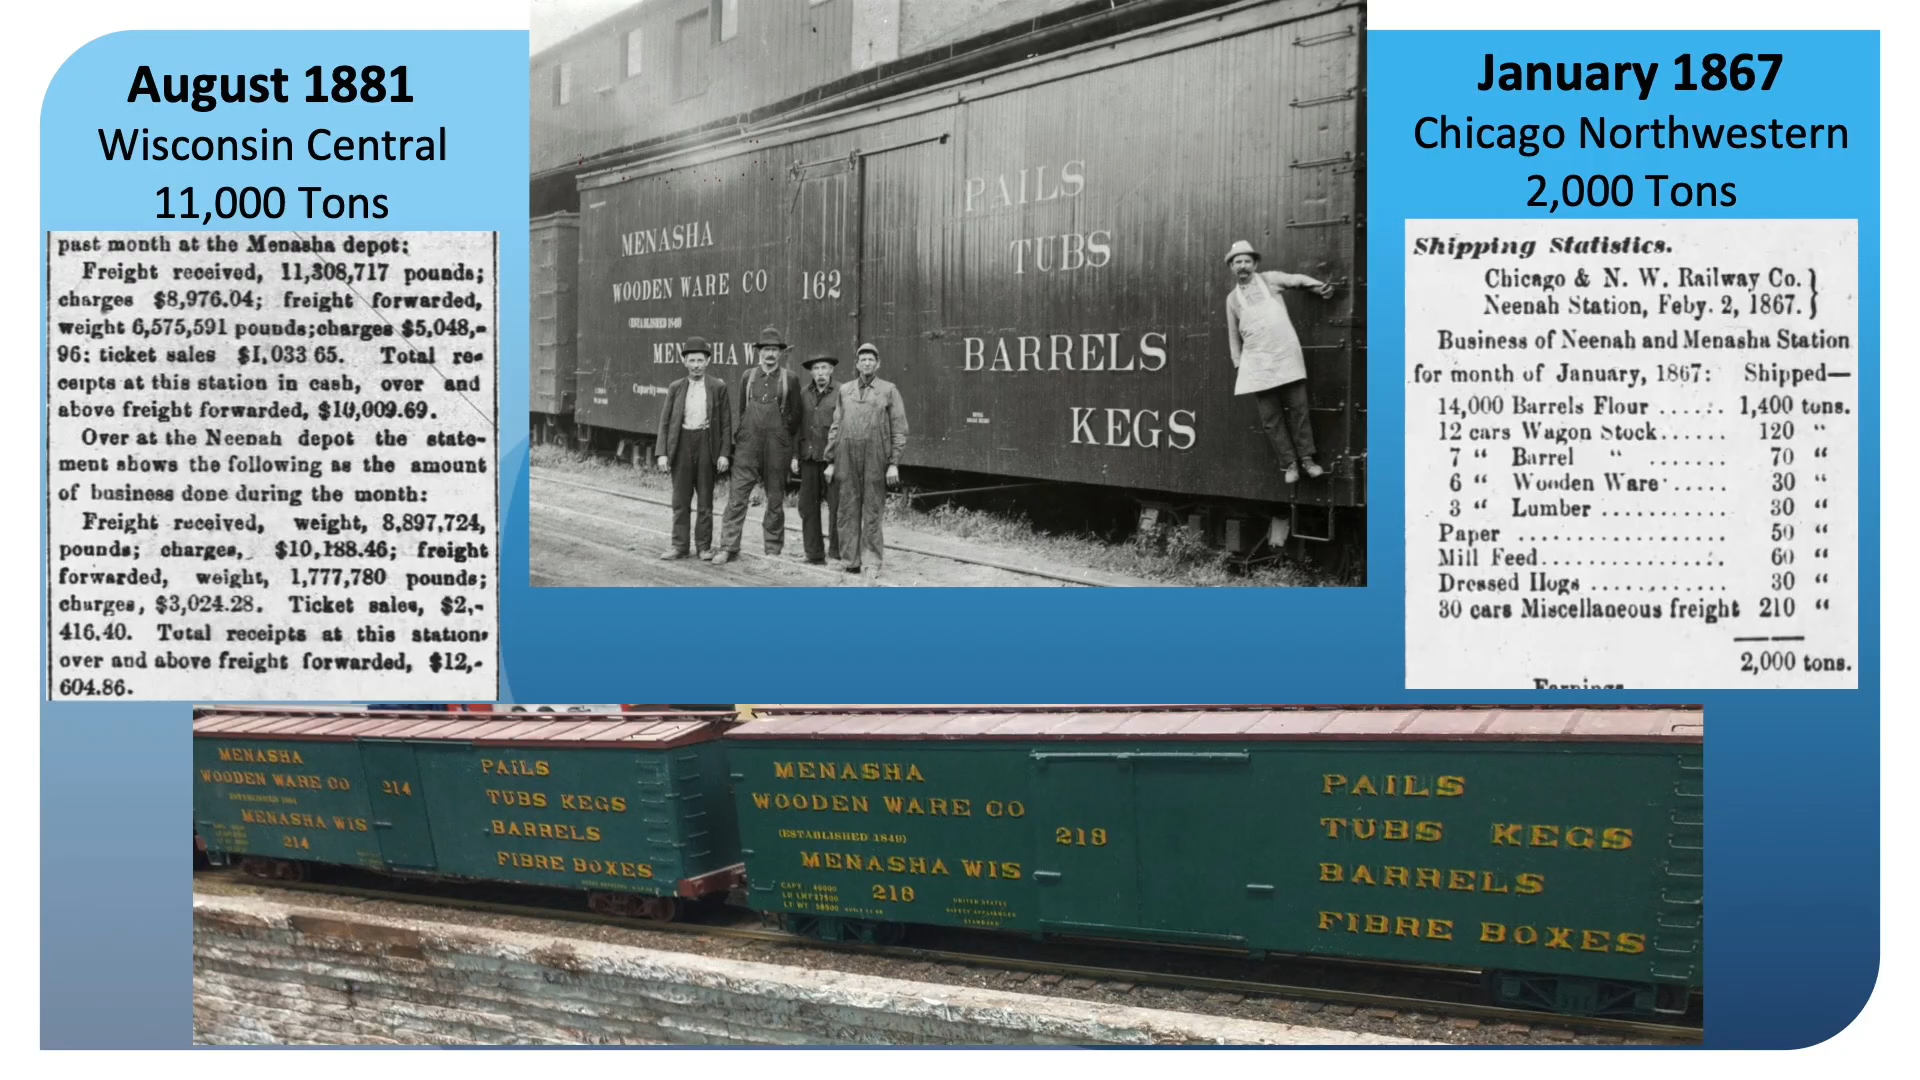 August 1881
Wisconsin Central
11,000 Tons
past month at the Menasha depot:
Freight received, 11,308,717 pounds;
charges $8,976.04; freight forwarded,
weight 6,575,591 pounds;charges $5,048,-
96: ticket sales $1,033 65. Total re-
ceipts at this station in cash, over and
above freight forwarded, $10,009.69.
Over at the Neenah depot the state-
ment shows the following as the amount
of business done during the month:
Freight received, weight, 8,897,724,
pounds; charges, $10,188.46; freight
forwarded, weight, 1,777,780 pounds;
charges, $3,024.28. Ticket sales, $2,-
416.40. Total receipts at this station
over and above freight forwarded, $12,-
604.86.
MENASHA
WOODEN WARE CO
162
(ESTABLISHED 1849)
Capacity
PAILS
TUBS
BARRELS
KEGS
January 1867
Chicago Northwestern
2,000 Tons
Shipping Statistics.
Chicago & N. W. Railway Co.
Neenah Station, Feby. 2, 1867.
Business of Neenah and Menasha Station
for month of January, 1867: Shipped—
14,000 Barrels Flour ...... 1,400 tons.
12 cars Wagon Stock...... 120 “
7 “ Barrel “ ....... 70 “
6 “ Wooden Ware ..... 30 “
3 “ Lumber ........... 30 “
Paper .................. 50 “
Mill Feed................ 60 “
Dressed Hogs ............ 30 “
30 cars Miscellaneous freight 210 “
2,000 tons.
Earnings
MENASHA
WOODEN WARE CO
214
MENASHA WIS
214
PAILS
TUBS KEGS
BARRELS
FIBRE BOXES
MENASHA
WOODEN WARE CO
(ESTABLISHED 1849)
218
MENASHA WIS
218
CAPY 40000
UNITED STATES
SAFETY APPLIANCES
STANDARD
PAILS
TUBS KEGS
BARRELS
FIBRE BOXES